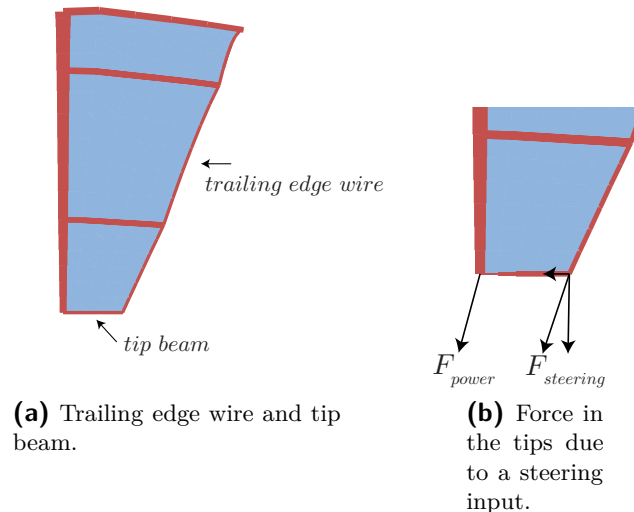 trailing edge wire
tip beam
F_power
F_steering
(a) Trailing edge wire and tip
beam.
(b) Force in
the tips due
to a steering
input.